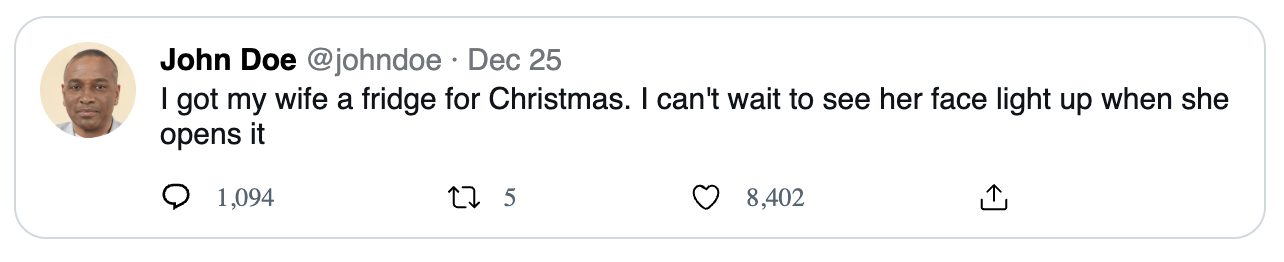 John Doe @johndoe · Dec 25
I got my wife a fridge for Christmas. I can't wait to see her face light up when she
opens it
1,094 5 8,402